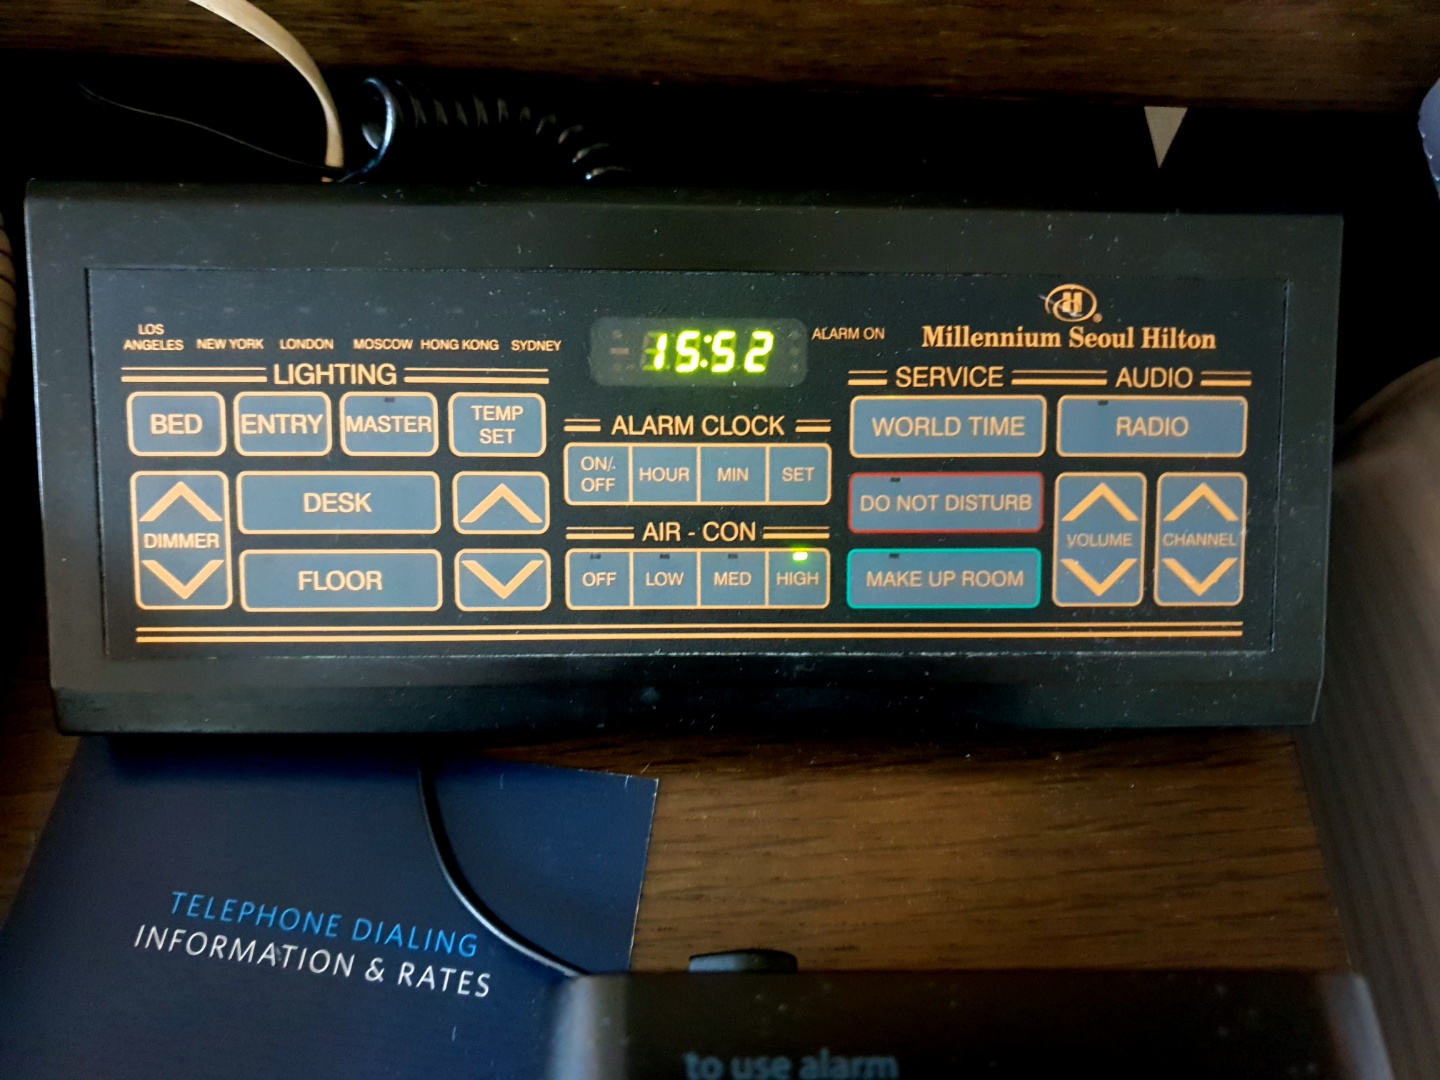 LOS
ANGELES NEW YORK LONDON MOSCOW HONG KONG SYDNEY
15:52
ALARM ON
H
Millennium Seoul Hilton
LIGHTING
SERVICE
AUDIO
BED
ENTRY
MASTER
TEMP
SET
ALARM CLOCK
WORLD TIME
RADIO
ON/
OFF
HOUR
MIN
SET
DESK
DO NOT DISTURB
DIMMER
AIR - CON
VOLUME
CHANNEL
FLOOR
OFF
LOW
MED
HIGH
MAKE UP ROOM
TELEPHONE DIALING
INFORMATION & RATES
to use alarm